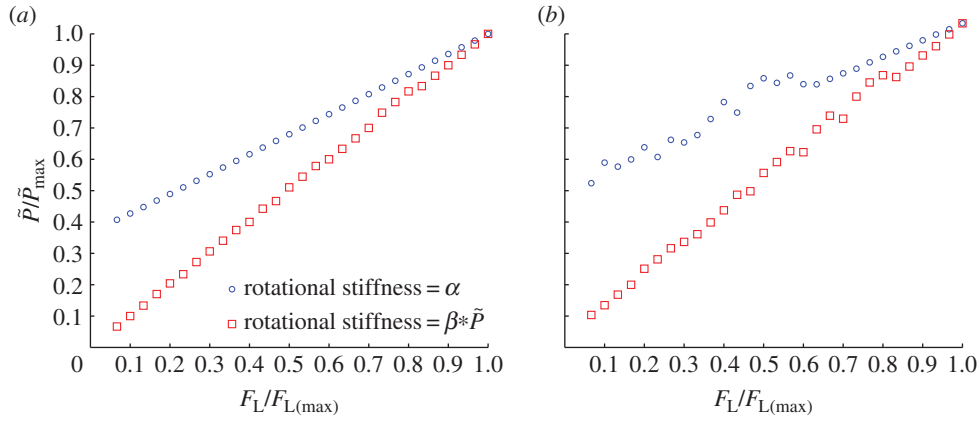 (a)
(b)
1.0
0.9
0.8
0.7
0.6
0.5
0.4
0.3
0.2
0.1
P̃/P̃max
rotational stiffness = α
rotational stiffness = β*P̃
0 0.1 0.2 0.3 0.4 0.5 0.6 0.7 0.8 0.9 1.0
FL/FL(max)
0 0.1 0.2 0.3 0.4 0.5 0.6 0.7 0.8 0.9 1.0
FL/FL(max)